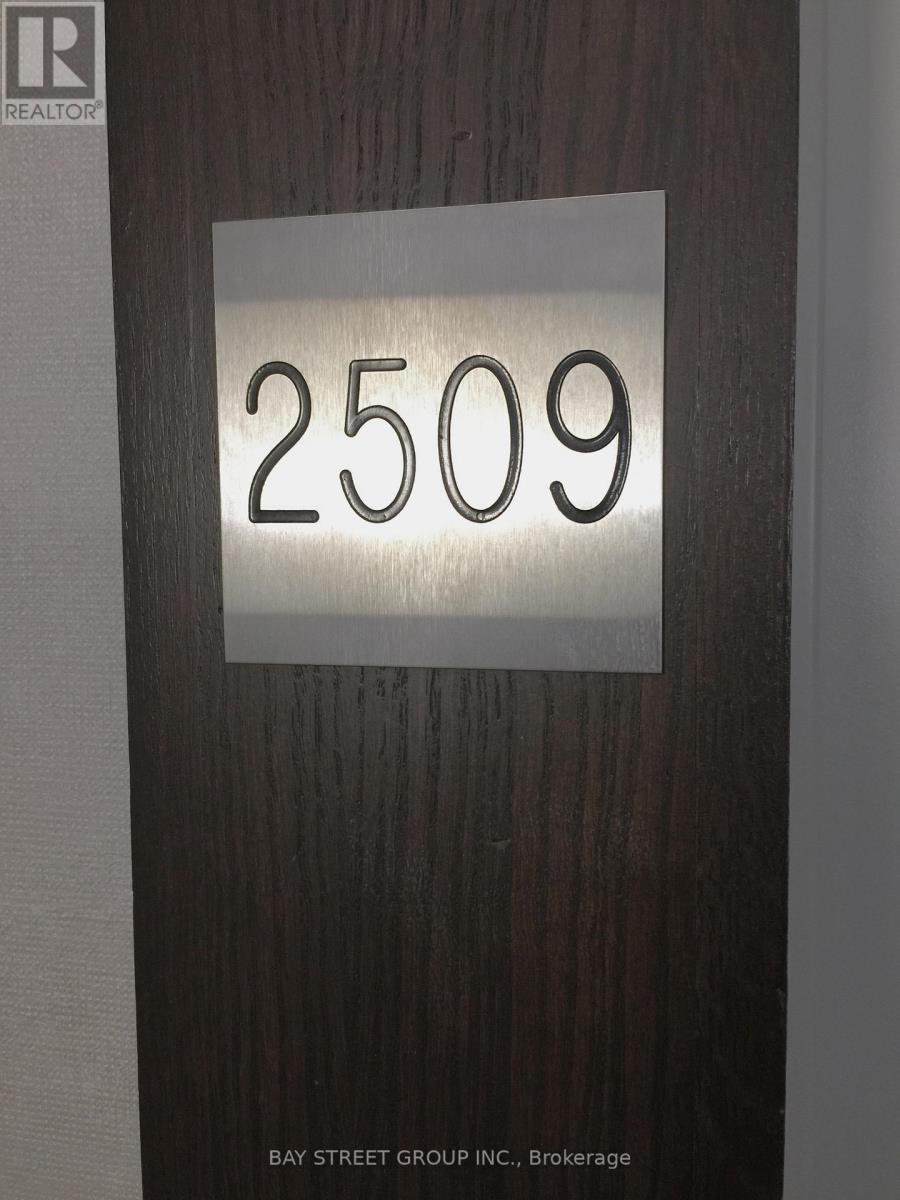 R
REALTOR®
2509
BAY STREET GROUP INC., Brokerage